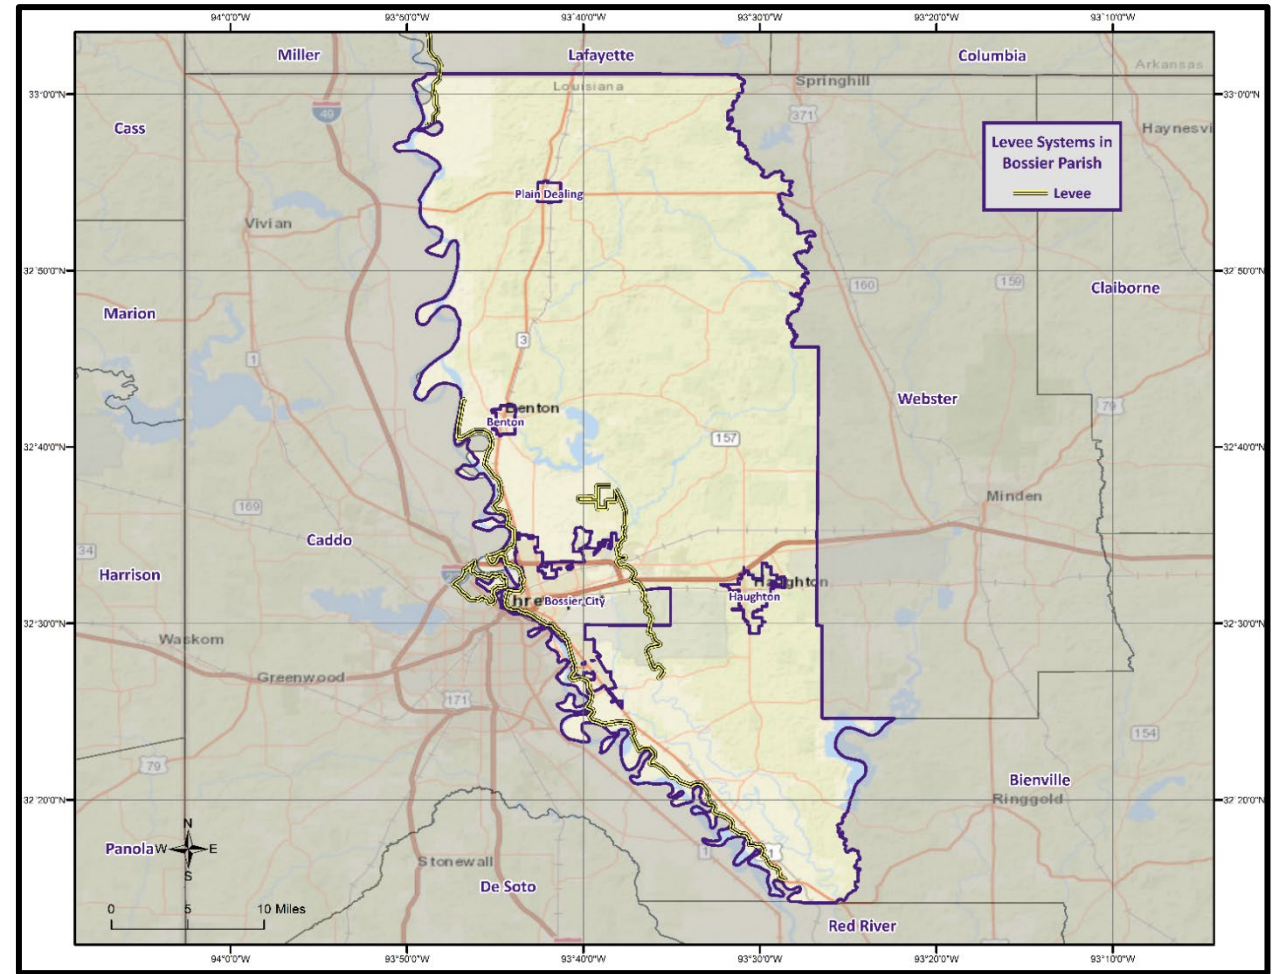 94°0'0"W 93°50'0"W 93°40'0"W 93°30'0"W 93°20'0"W 93°10'0"W
Miller
Lafayette
Columbia
Arkansas
Louisiana
Springhill
33°0'0"N
33°0'0"N
49
371
Cass
Levee Systems in
Bossier Parish
Levee
Plain Dealing
Vivian
32°50'0"N
32°50'0"N
160
159
Claiborne
Marion
3
1
Webster
79
Benton
Benton
157
32°40'0"N
32°40'0"N
Minden
169
Caddo
34
Harrison
Haughton
Bossier City
32°30'0"N
32°30'0"N
Waskom
Greenwood
171
154
79
Bienville
Ringgold
32°20'0"N
32°20'0"N
N
Panola
W
E
S
1
1
Stonewall
De Soto
0 5 10 Miles
Red River
94°0'0"W 93°50'0"W 93°40'0"W 93°30'0"W 93°20'0"W 93°10'0"W